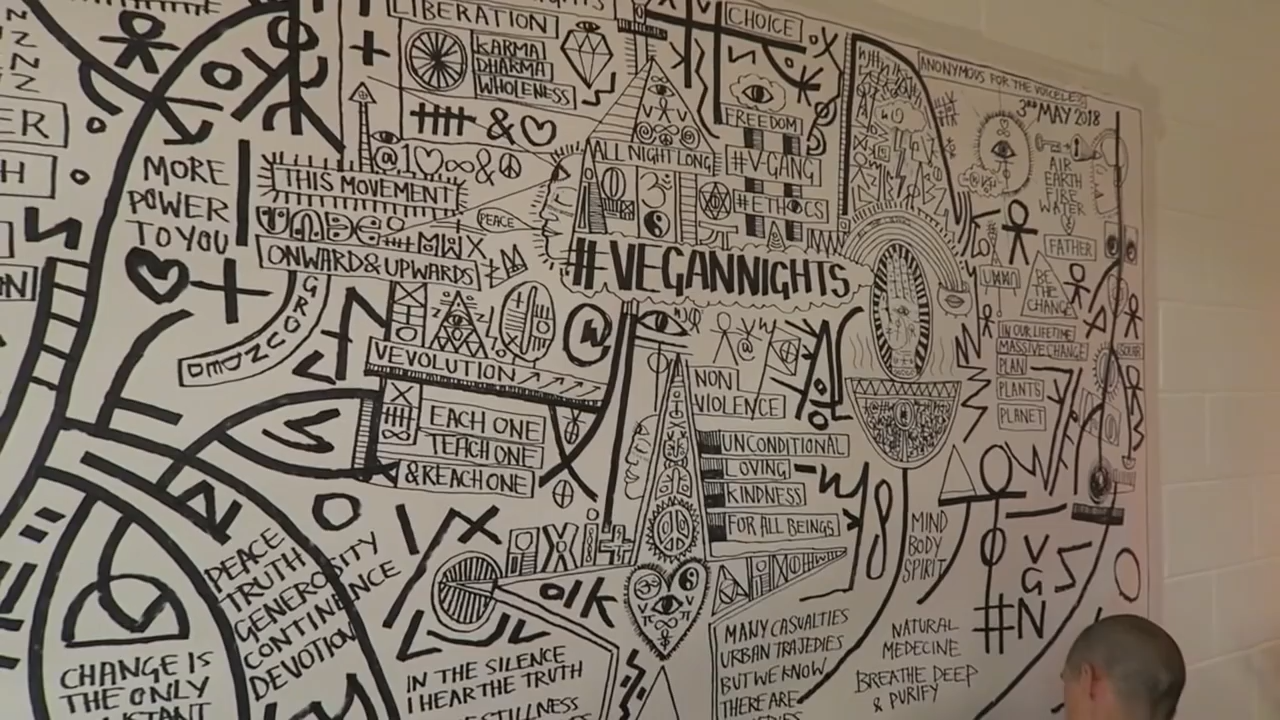 LIBERATION
KARMA
DHARMA
WHOLENESS
CHOICE
ANONYMOUS FOR THE VOICELESS
3RD MAY 2018
FREEDOM
ALL NIGHT LONG
#V-GANG
#ETHICS
MORE
POWER
TO YOU
THIS MOVEMENT
PEACE
ONWARD & UPWARDS
#VEGANNIGHTS
AIR
EARTH
FIRE
WATER
FATHER
BE
THE
CHANGE
IN OUR LIFETIME
MASSIVE CHANGE
PLAN
PLANTS
PLANET
SOLAR
GROUNDED
VEVOLUTION
EACH ONE
TEACH ONE
& REACH ONE
NON
VIOLENCE
UNCONDITIONAL
LOVING
KINDNESS
FOR ALL BEINGS
MIND
BODY
SPIRIT
PEACE
TRUTH
GENEROSITY
CONTINENCE
DEVOTION
CHANGE IS
THE ONLY
IN THE SILENCE
I HEAR THE TRUTH
STILLNESS
MANY CASUALTIES
URBAN TRAJEDIES
BUT WE KNOW
THERE ARE
NATURAL
MEDECINE
BREATHE DEEP
& PURIFY
V
G
#N